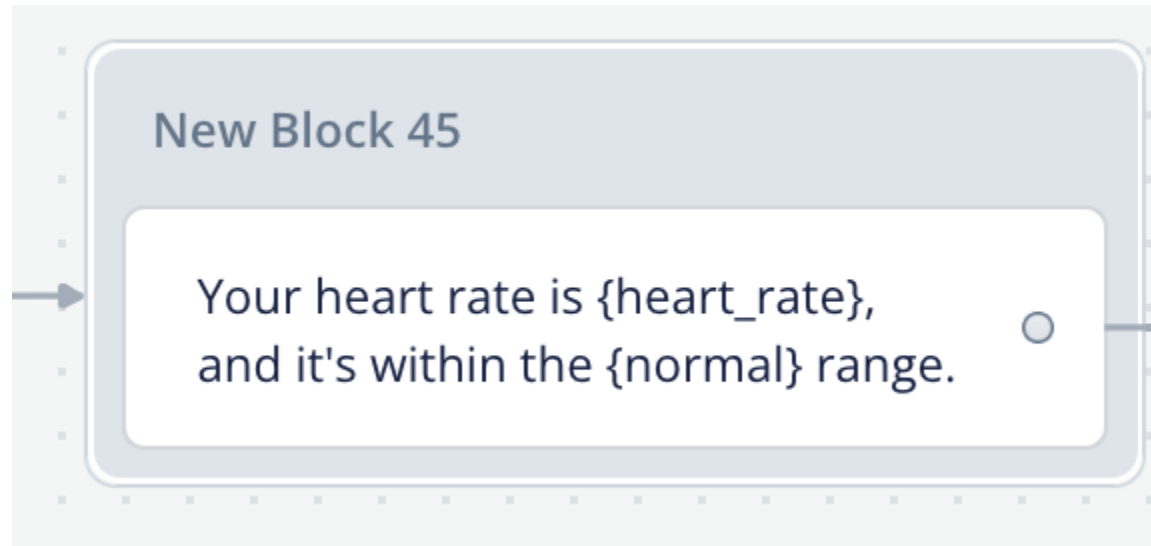 New Block 45
Your heart rate is {heart_rate},
and it's within the {normal} range.